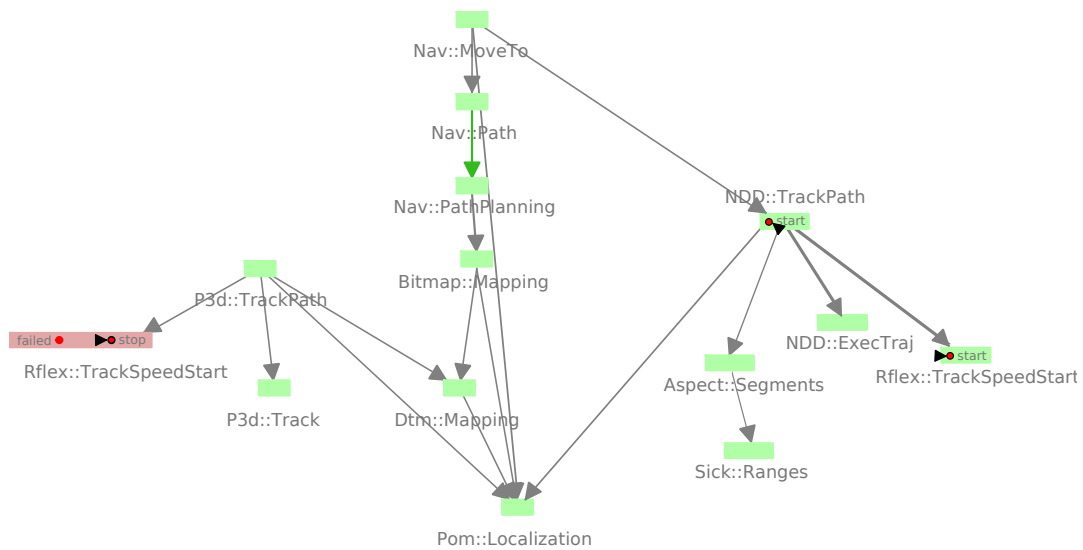 Nav::MoveTo
Nav::Path
NDD::TrackPath
Nav::PathPlanning
start
Bitmap::Mapping
P3d::TrackPath
failed stop
NDD::ExecTraj
start
Rflex::TrackSpeedStart
Aspect::Segments
Rflex::TrackSpeedStart
P3d::Track
Dtm::Mapping
Sick::Ranges
Pom::Localization